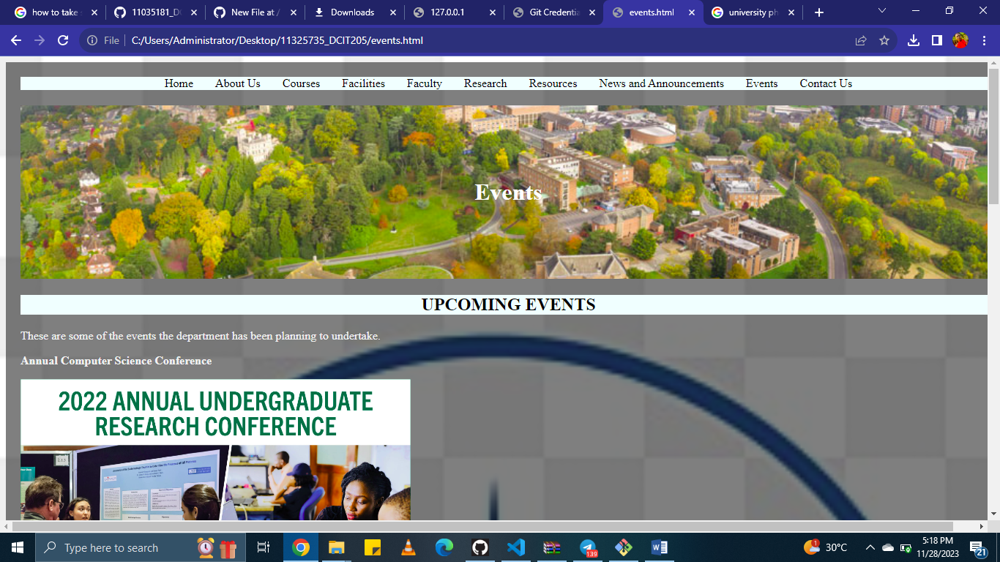 how to take
11035181_D
New File at /
Downloads
127.0.0.1
Git Credentia
events.html
university ph
File
C:/Users/Administrator/Desktop/11325735_DCIT205/events.html
Home About Us Courses Facilities Faculty Research Resources News and Announcements Events Contact Us
Events
UPCOMING EVENTS
These are some of the events the department has been planning to undertake.
Annual Computer Science Conference
2022 ANNUAL UNDERGRADUATE
RESEARCH CONFERENCE
E13
Type here to search
139
1
30°C
5:18 PM
11/28/2023
21